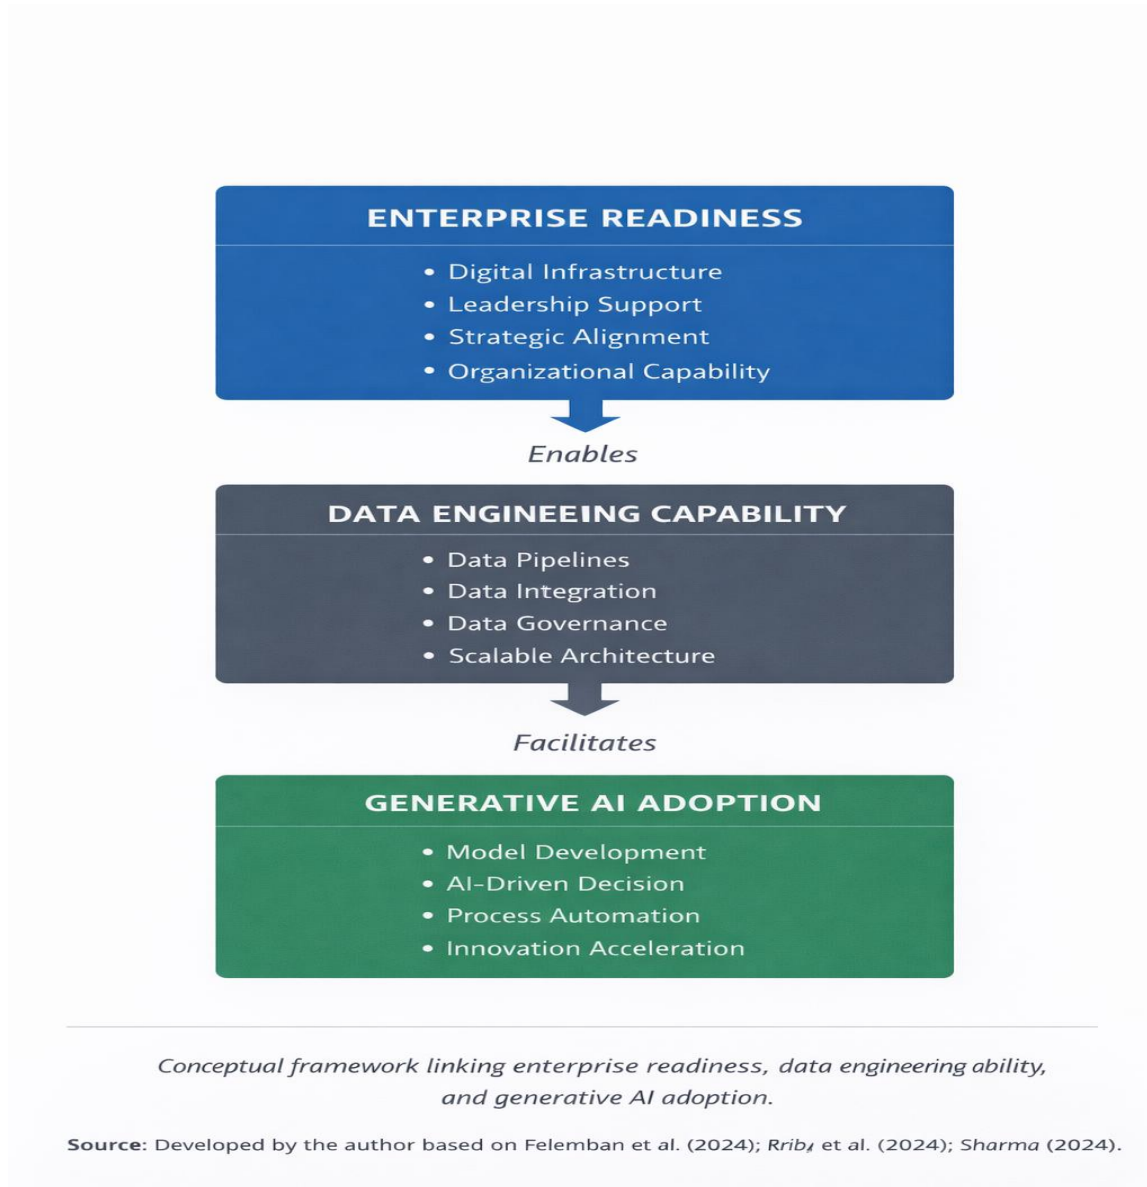 ENTERPRISE READINESS
• Digital Infrastructure
• Leadership Support
• Strategic Alignment
• Organizational Capability
Enables
DATA ENGINEEING CAPABILITY
• Data Pipelines
• Data Integration
• Data Governance
• Scalable Architecture
Facilitates
GENERATIVE AI ADOPTION
• Model Development
• AI-Driven Decision
• Process Automation
• Innovation Acceleration
Conceptual framework linking enterprise readiness, data engineering ability,
and generative AI adoption.
Source: Developed by the author based on Felemban et al. (2024); et al. (2024); Sharma (2024).